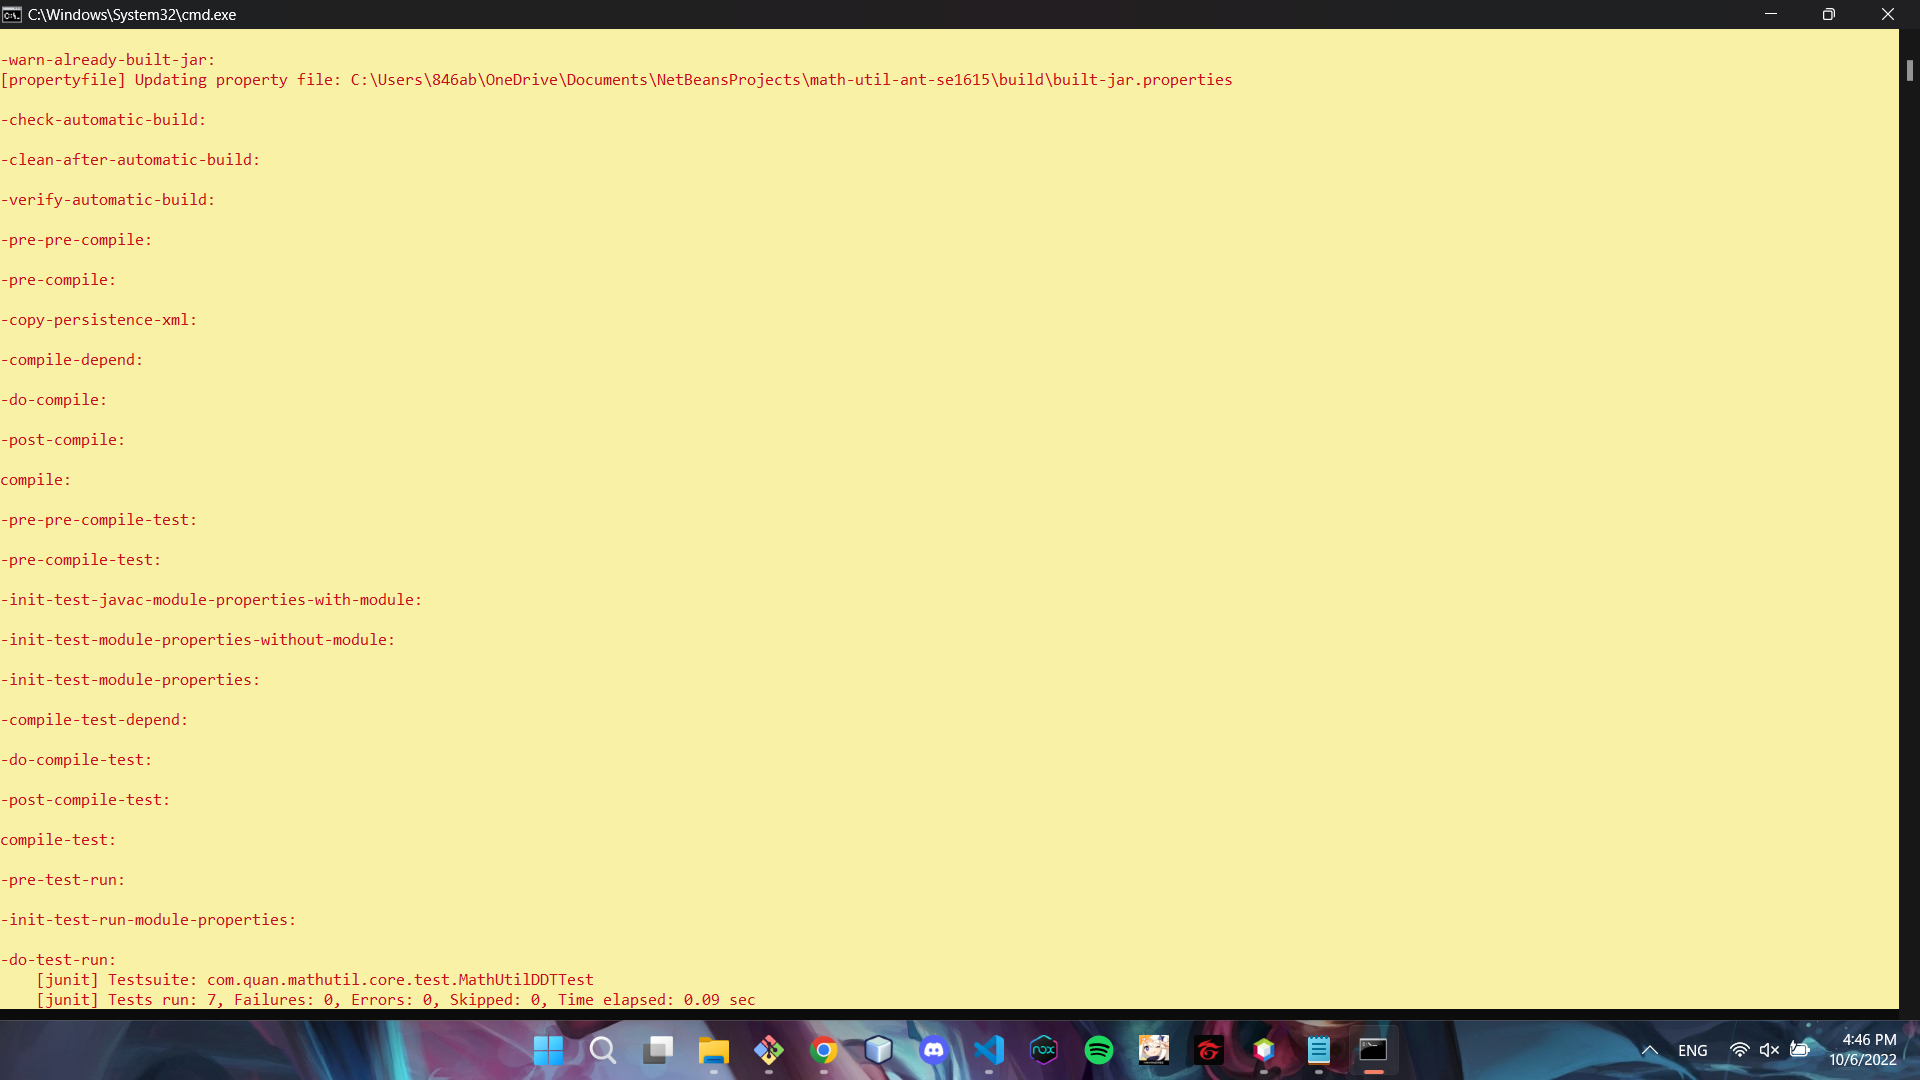 C:\Windows\System32\cmd.exe
-warn-already-built-jar:
[propertyfile] Updating property file: C:\Users\846ab\OneDrive\Documents\NetBeansProjects\math-util-ant-se1615\build\built-jar.properties
-check-automatic-build:
-clean-after-automatic-build:
-verify-automatic-build:
-pre-pre-compile:
-pre-compile:
-copy-persistence-xml:
-compile-depend:
-do-compile:
-post-compile:
compile:
-pre-pre-compile-test:
-pre-compile-test:
-init-test-javac-module-properties-with-module:
-init-test-module-properties-without-module:
-init-test-module-properties:
-compile-test-depend:
-do-compile-test:
-post-compile-test:
compile-test:
-pre-test-run:
-init-test-run-module-properties:
-do-test-run:
[junit] Testsuite: com.quan.mathutil.core.test.MathUtilDDTTest
[junit] Tests run: 7, Failures: 0, Errors: 0, Skipped: 0, Time elapsed: 0.09 sec
nox
ENG
4:46 PM
10/6/2022